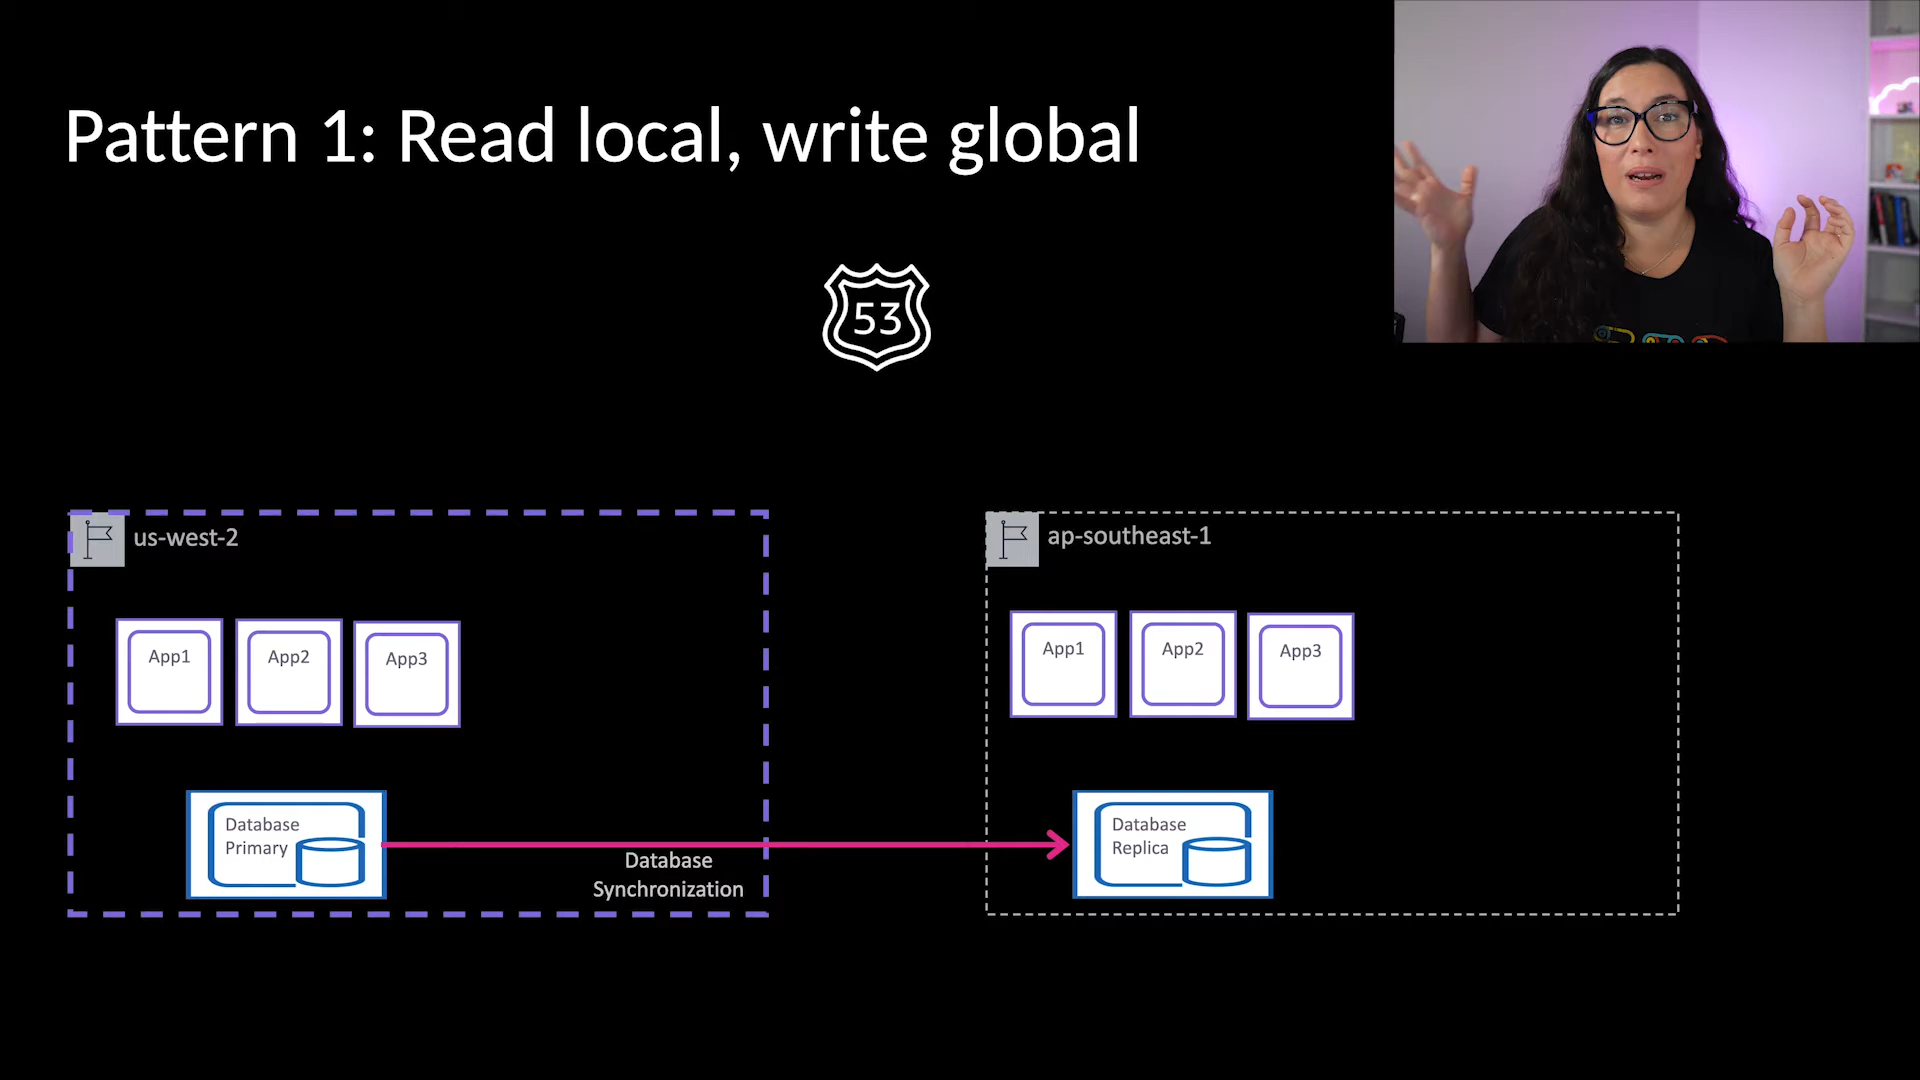 Pattern 1: Read local, write global
53
us-west-2
App1
App2
App3
Database
Primary
Database
Synchronization
ap-southeast-1
App1
App2
App3
Database
Replica